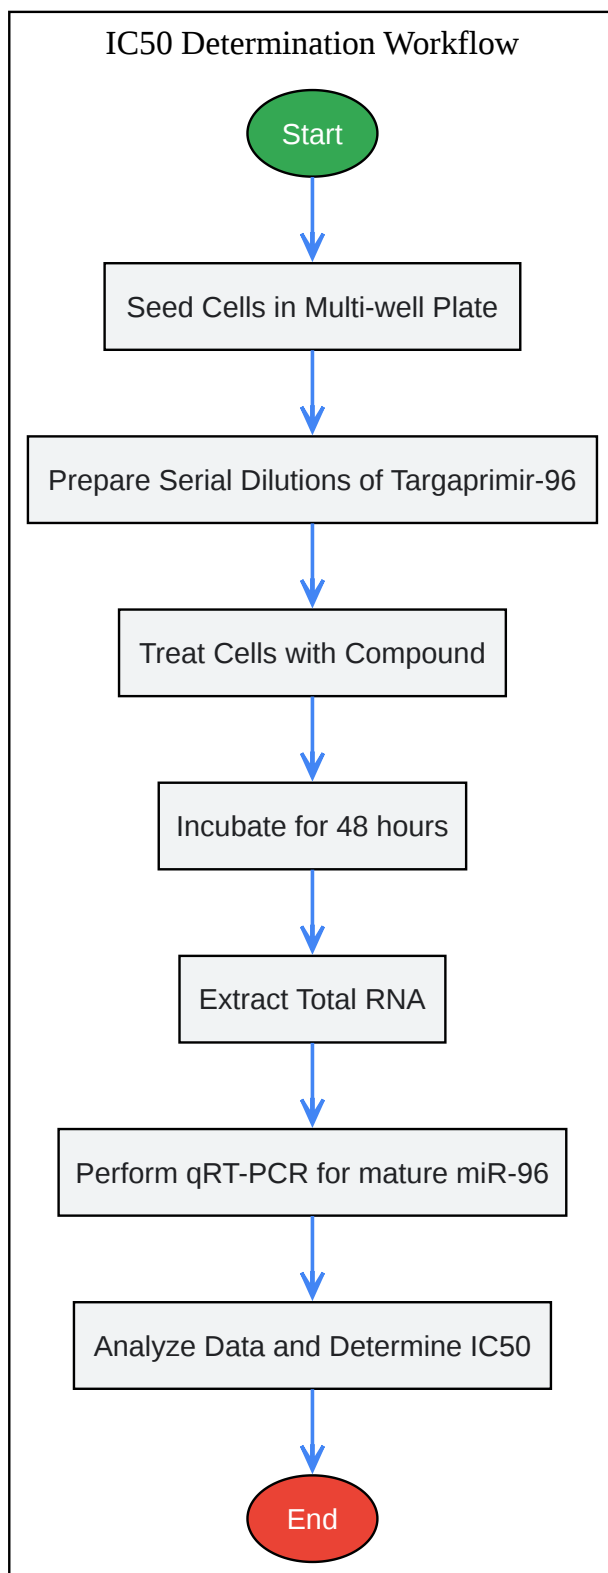 IC50 Determination Workflow
Start
Seed Cells in Multi-well Plate
Prepare Serial Dilutions of Targaprimir-96
Treat Cells with Compound
Incubate for 48 hours
Extract Total RNA
Perform qRT-PCR for mature miR-96
Analyze Data and Determine IC50
End